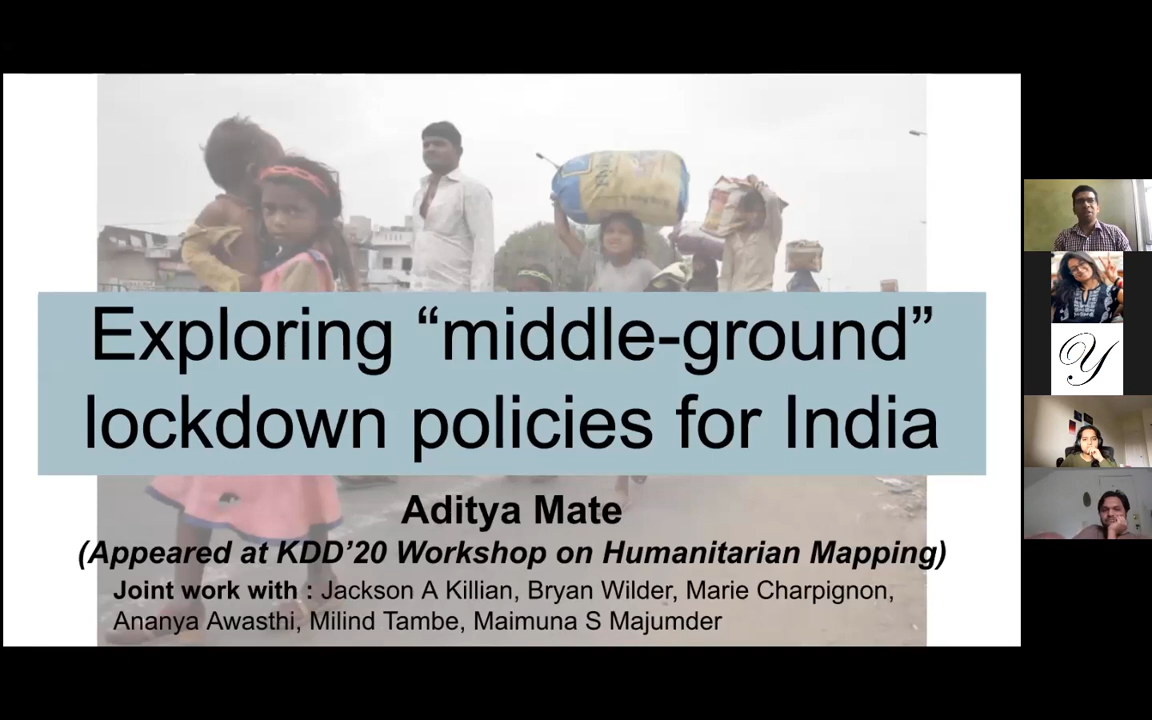 Exploring “middle-ground”
lockdown policies for India
Aditya Mate
(Appeared at KDD’20 Workshop on Humanitarian Mapping)
Joint work with : Jackson A Killian, Bryan Wilder, Marie Charpignon,
Ananya Awasthi, Milind Tambe, Maimuna S Majumder
Y